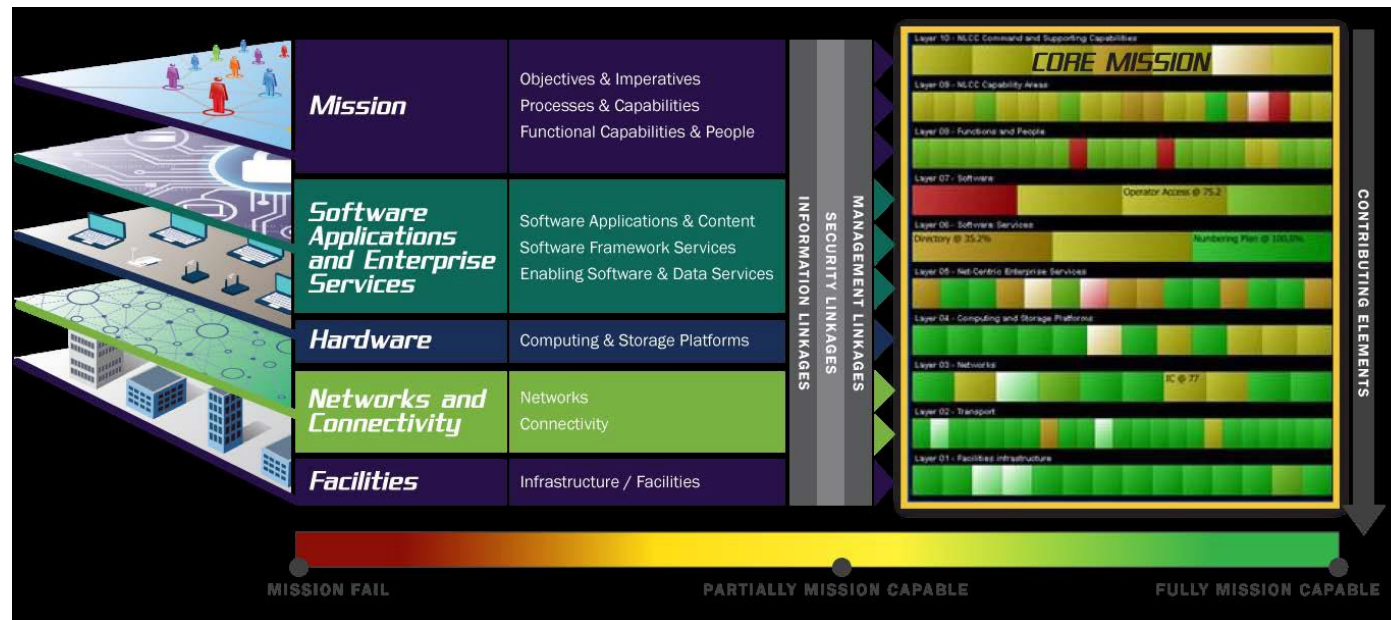 Mission
Objectives & Imperatives
Processes & Capabilities
Functional Capabilities & People
Software
Applications
and Enterprise
Services
Software Applications & Content
Software Framework Services
Enabling Software & Data Services
Hardware
Computing & Storage Platforms
Networks and
Connectivity
Networks
Connectivity
Facilities
Infrastructure / Facilities
INFORMATION LINKAGES
SECURITY LINKAGES
MANAGEMENT LINKAGES
Layer 10 - NLCC Command and Supporting Capabilities
CORE MISSION
Layer 09 - NLCC Capability Areas
Layer 08 - Functions and People
Layer 07 - Software
Operator Access @ 75.2
Layer 06 - Software Services
Directory @ 35.2%
Numbering Plan @ 100.0%
Layer 05 - Net-Centric Enterprise Services
Layer 04 - Computing and Storage Platforms
Layer 03 - Networks
IC @ 77
Layer 02 - Transport
Layer 01 - Facilities infrastructure
CONTRIBUTING ELEMENTS
MISSION FAIL
PARTIALLY MISSION CAPABLE
FULLY MISSION CAPABLE